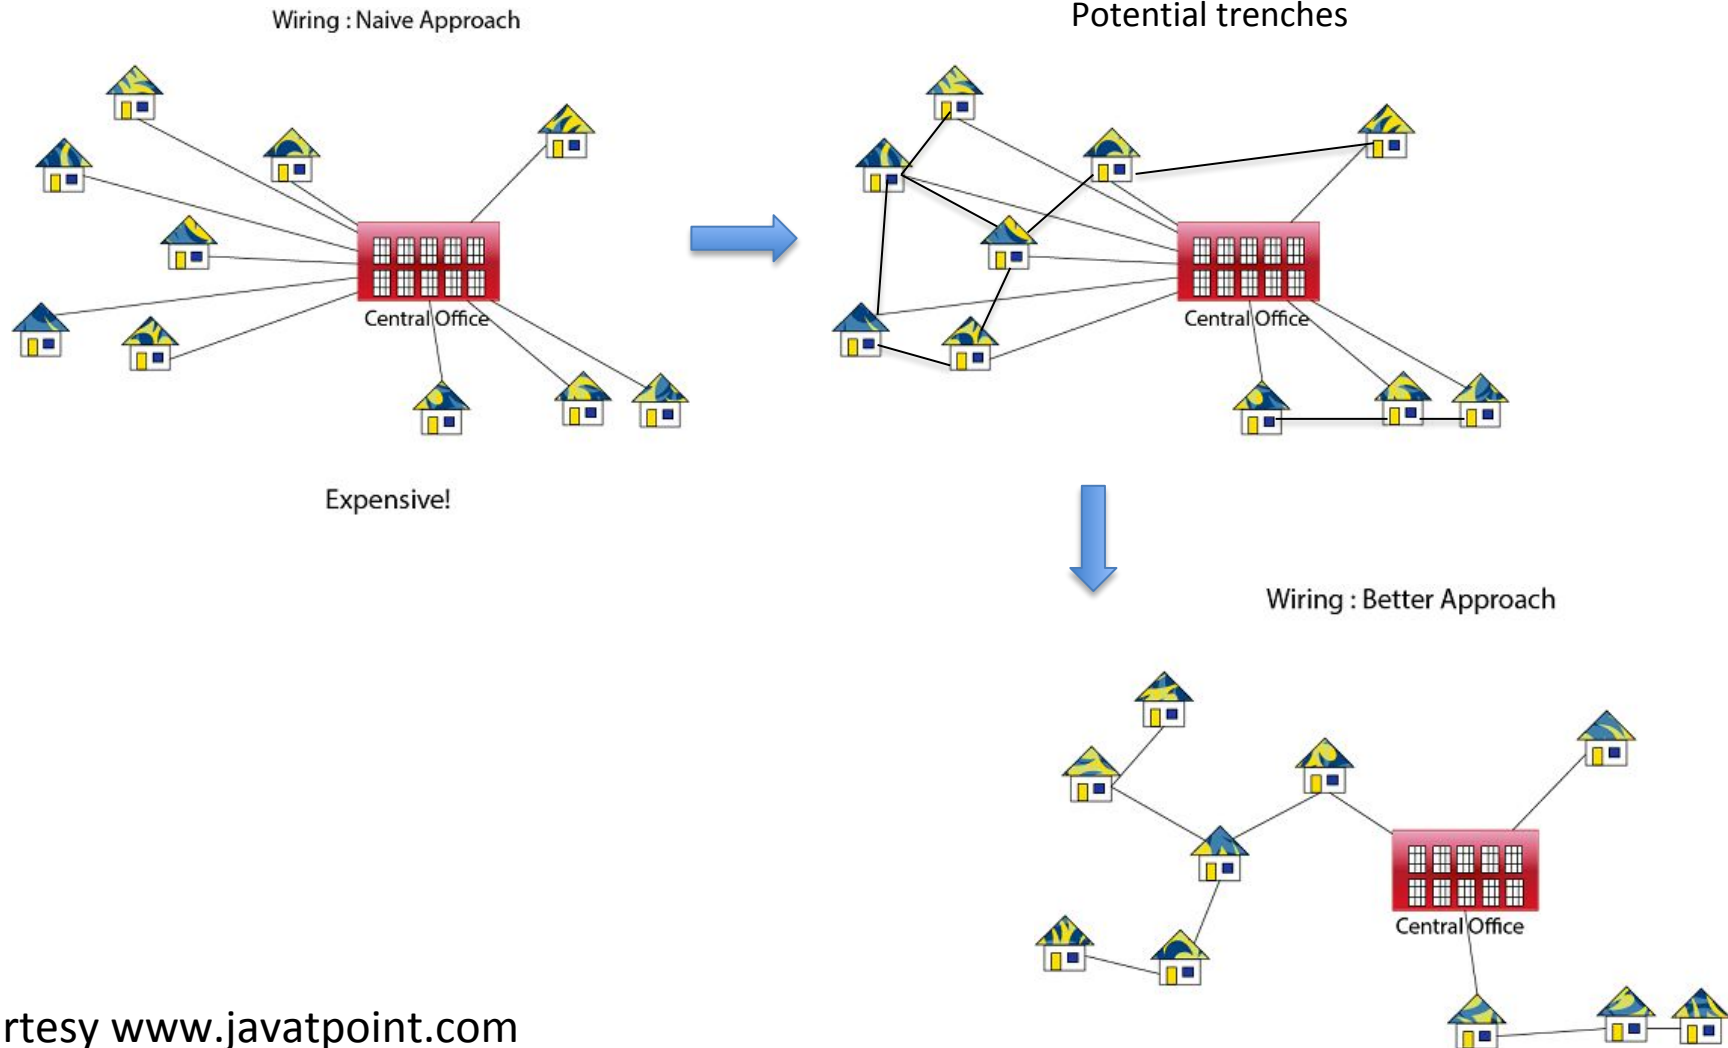 Wiring : Naive Approach
Potential trenches
Central Office
Central Office
Expensive!
Wiring : Better Approach
Central Office
rtesy www.javatpoint.com